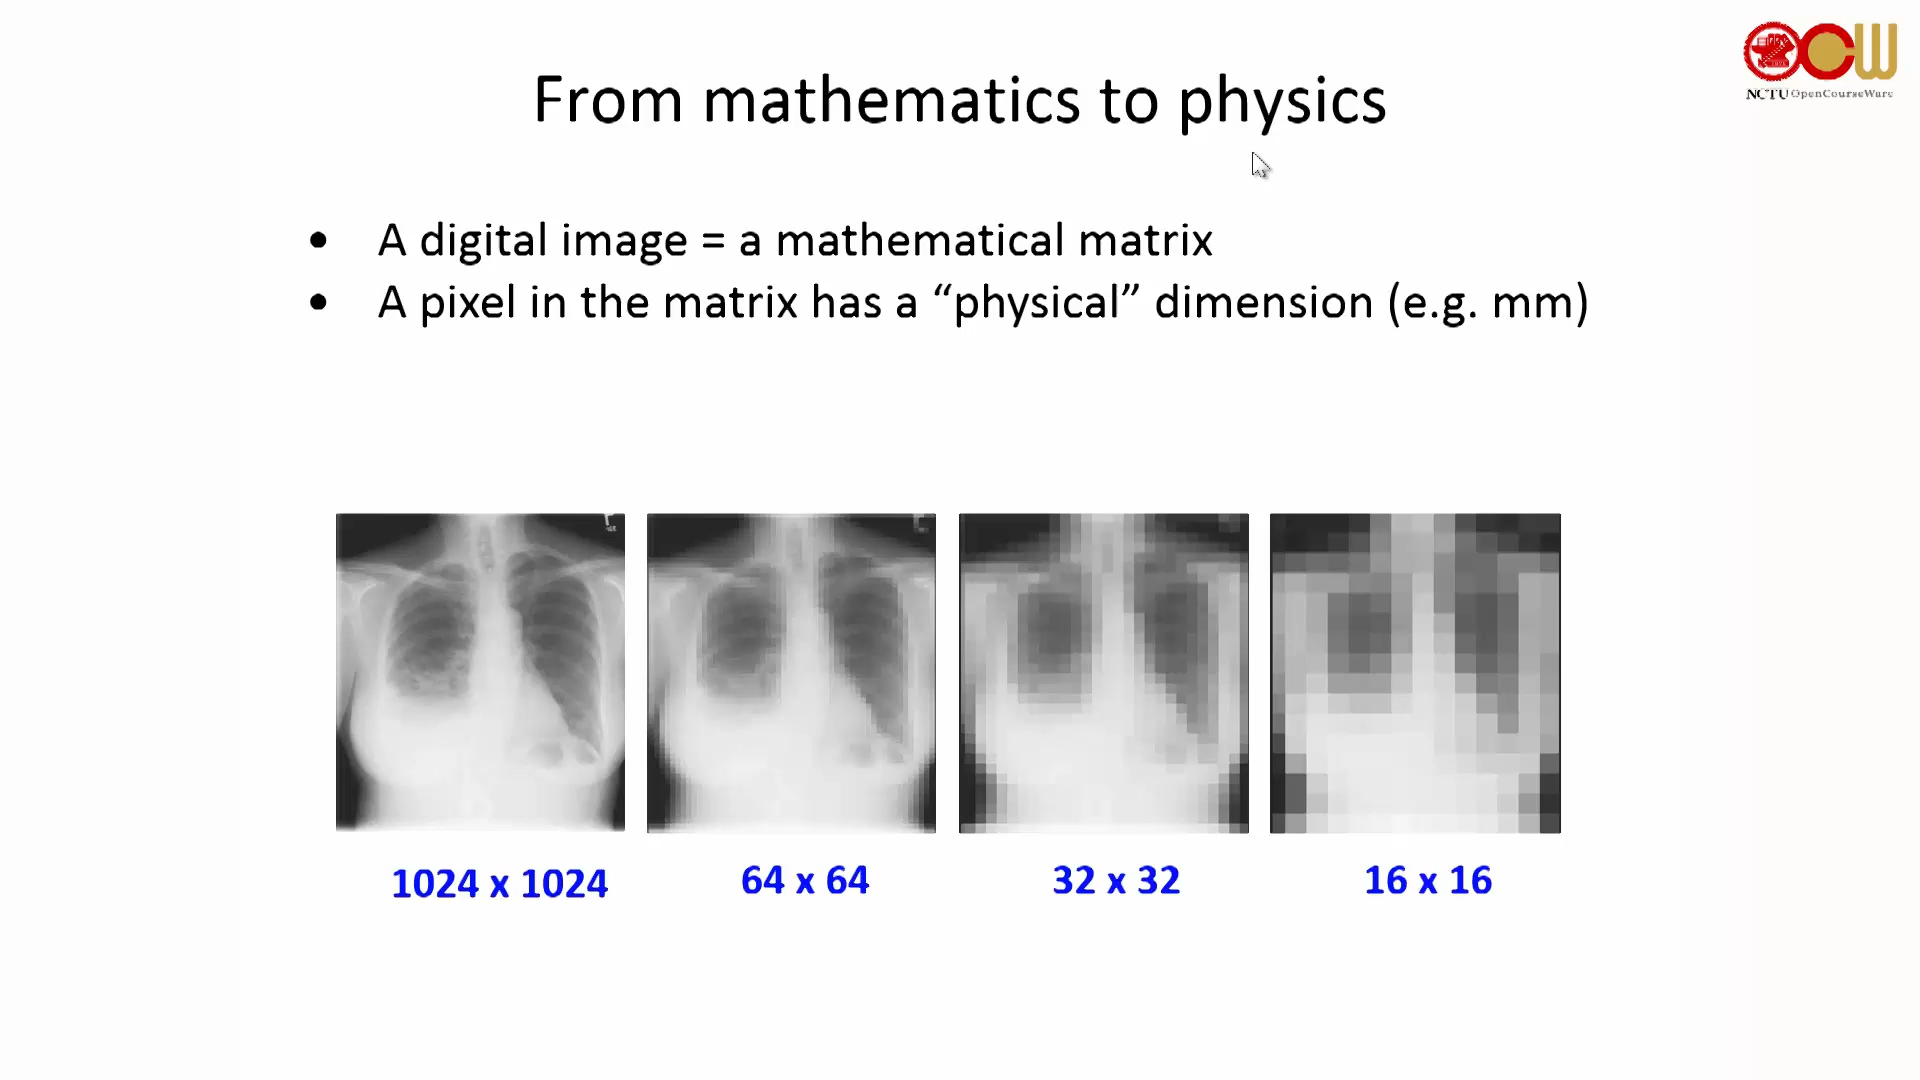 From mathematics to physics
NCTU OpenCourseWare
• A digital image = a mathematical matrix
• A pixel in the matrix has a “physical” dimension (e.g. mm)
1024 x 1024
64 x 64
32 x 32
16 x 16